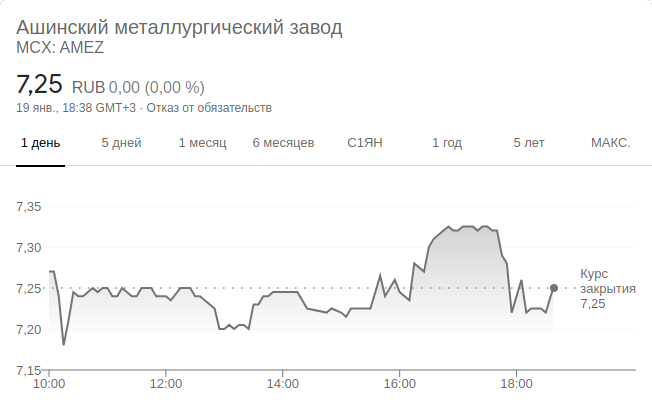 Ашинский металлургический завод
MCX: AMEZ
7,25 RUB 0,00 (0,00 %)
19 янв., 18:38 GMT+3 · Отказ от обязательств
1 день 5 дней 1 месяц 6 месяцев С1ЯН 1 год 5 лет МАКС.
7,35
7,30
7,25
7,20
7,15
Курс
закрытия
7,25
10:00 12:00 14:00 16:00 18:00